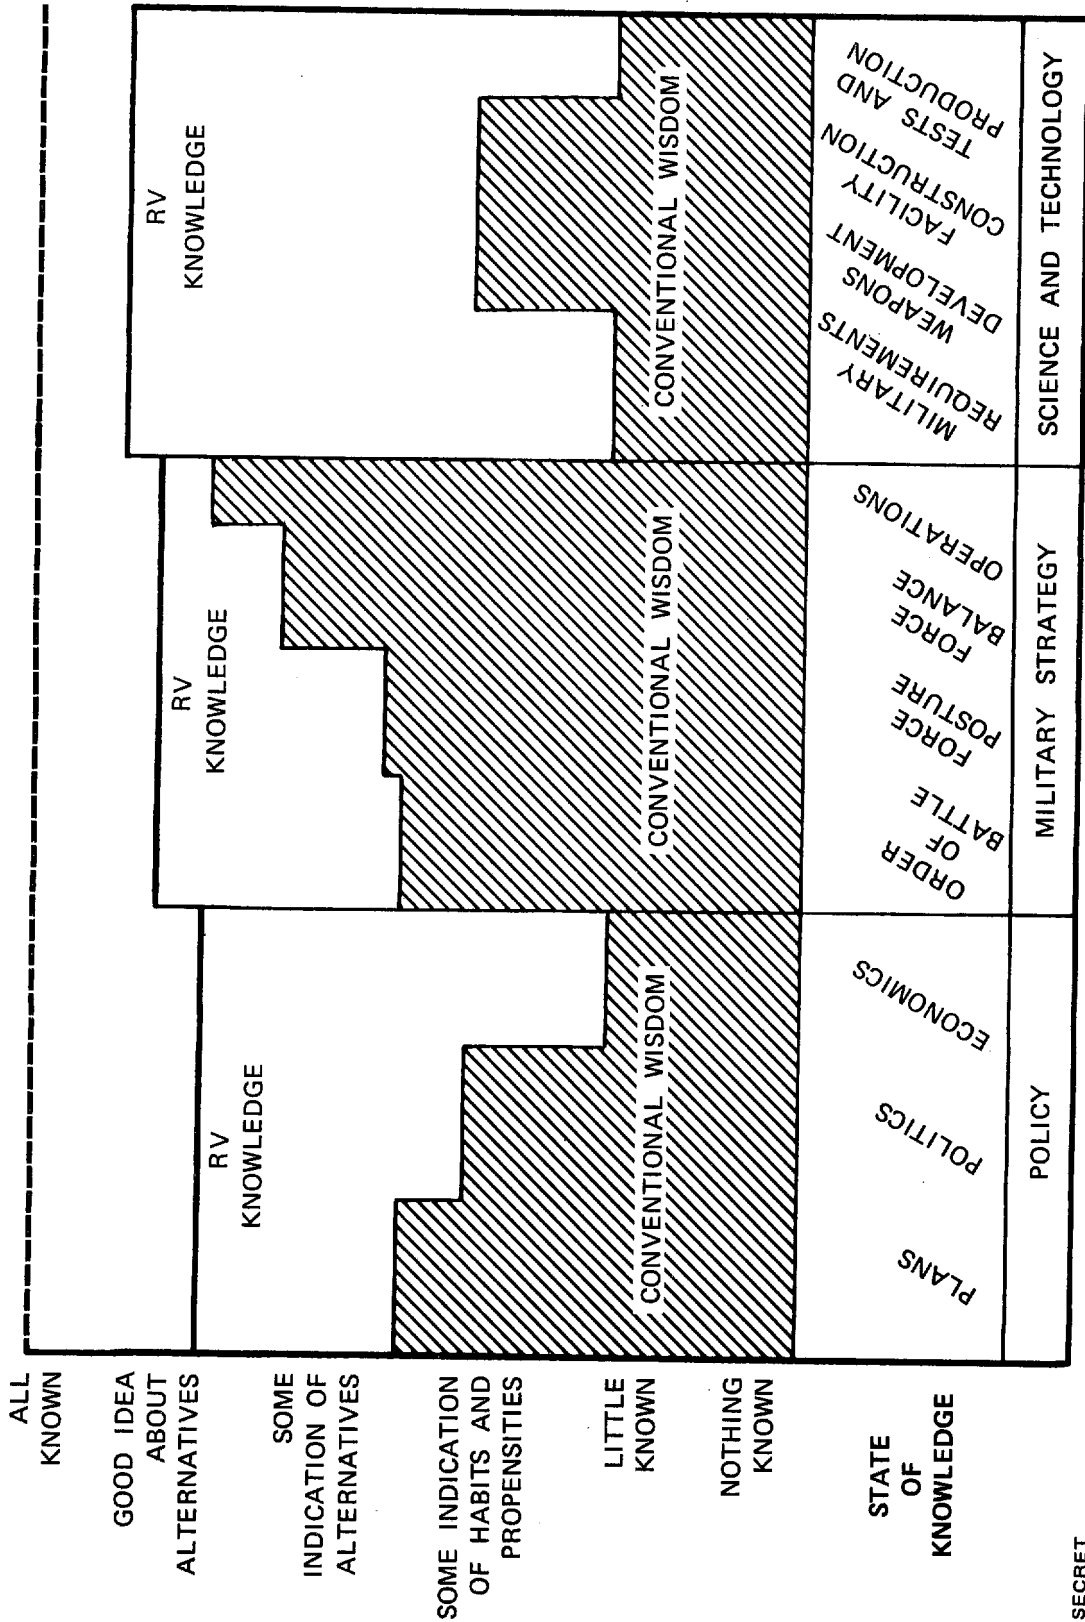 ALL
KNOWN
GOOD IDEA
ABOUT
ALTERNATIVES
SOME
INDICATION OF
ALTERNATIVES
SOME INDICATION
OF HABITS AND
PROPENSITIES
LITTLE
KNOWN
NOTHING
KNOWN
STATE
OF
KNOWLEDGE
RV
KNOWLEDGE
CONVENTIONAL WISDOM
PLANS
POLITICS
ECONOMICS
POLICY
RV
KNOWLEDGE
CONVENTIONAL WISDOM
ORDER
OF
BATTLE
FORCE
POSTURE
FORCE
BALANCE
OPERATIONS
MILITARY STRATEGY
RV
KNOWLEDGE
CONVENTIONAL WISDOM
MILITARY
REQUIREMENTS
WEAPONS
DEVELOPMENT
FACILITY
CONSTRUCTION
TESTS AND
PRODUCTION
SCIENCE AND TECHNOLOGY
SECRET